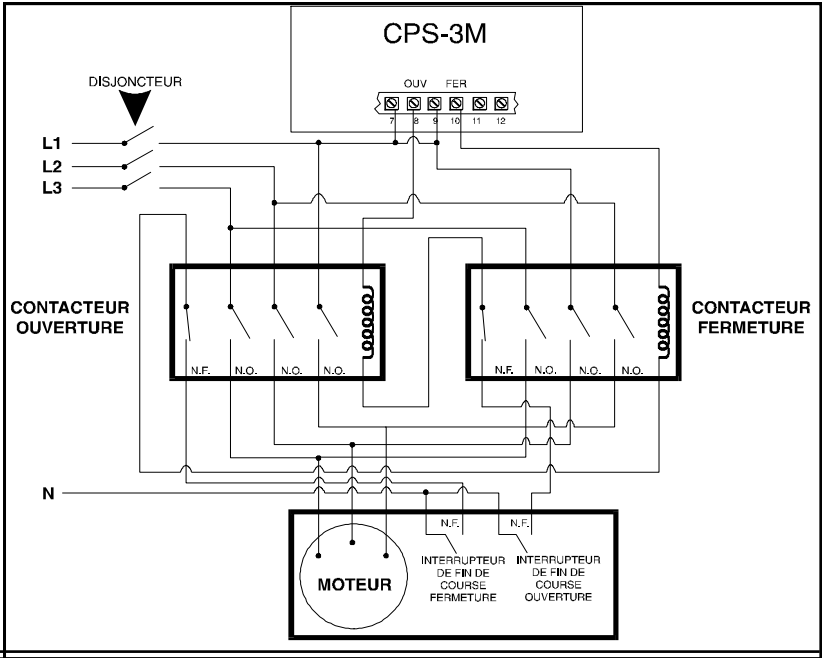 CPS-3M
DISJONCTEUR
OUV FER
7 8 9 10 11 12
L1
L2
L3
CONTACTEUR
OUVERTURE
CONTACTEUR
FERMETURE
N.F. N.O. N.O. N.O.
N.F. N.O. N.O. N.O.
N
N.F. N.F.
MOTEUR
INTERRUPTEUR
DE FIN DE
COURSE
FERMETURE
INTERRUPTEUR
DE FIN DE
COURSE
OUVERTURE